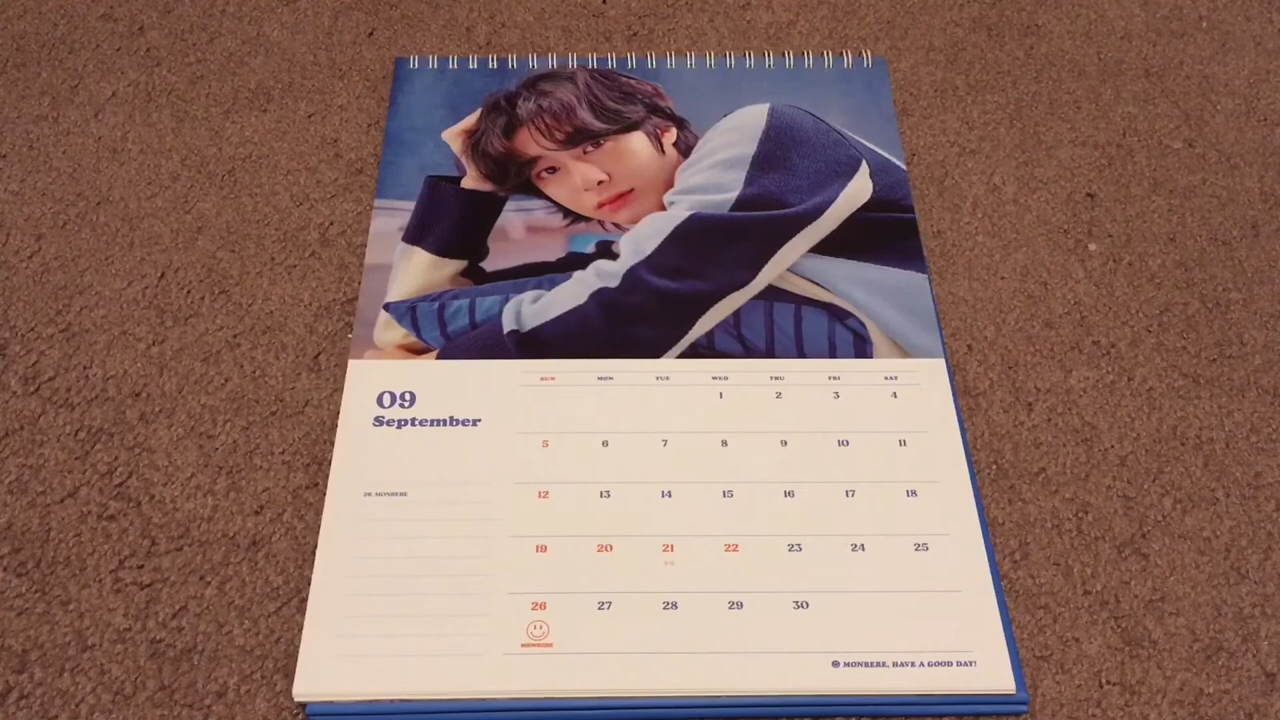 09
September
SUN MON TUE WED THU FRI SAT
1 2 3 4
5 6 7 8 9 10 11
26. MONBEBE
12 13 14 15 16 17 18
19 20 21 22 23 24 25
26 27 28 29 30
MONBEBE
MONBEBE, HAVE A GOOD DAY!